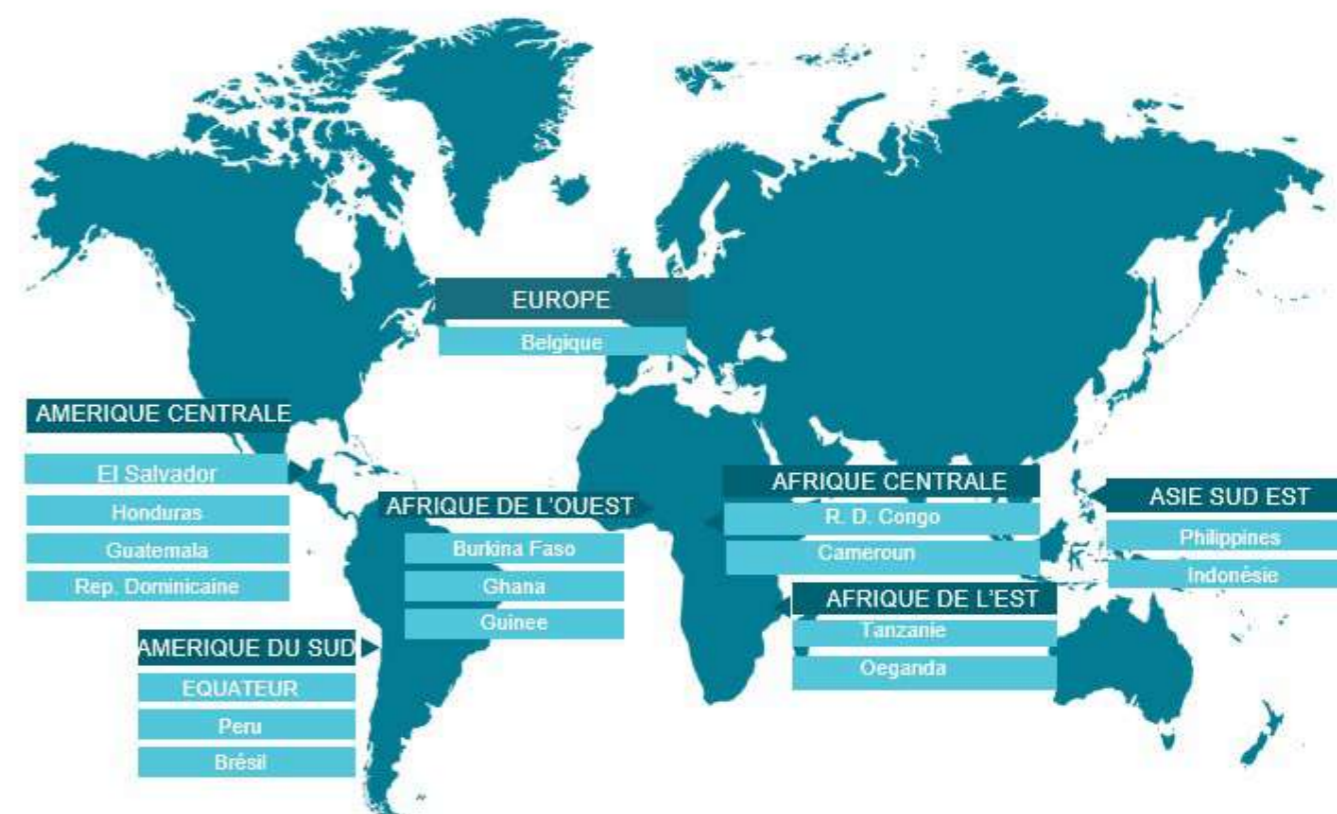 EUROPE
Belgique
AMERIQUE CENTRALE
El Salvador
Honduras
Guatemala
Rep. Dominicaine
AMERIQUE DU SUD
EQUATEUR
Peru
Brésil
AFRIQUE DE L'OUEST
Burkina Faso
Ghana
Guinee
AFRIQUE CENTRALE
R. D. Congo
Cameroun
AFRIQUE DE L'EST
Tanzanie
Oeganda
ASIE SUD EST
Philippines
Indonésie